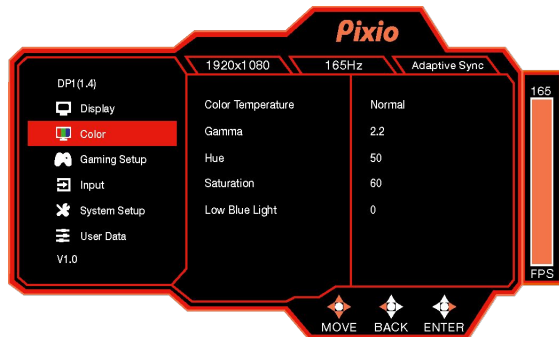 Pixio
1920x1080 165Hz Adaptive Sync
DP1(1.4)
Display
Color
Gaming Setup
Input
System Setup
User Data
V1.0
Color Temperature Normal
Gamma 2.2
Hue 50
Saturation 60
Low Blue Light 0
165
FPS
MOVE BACK ENTER